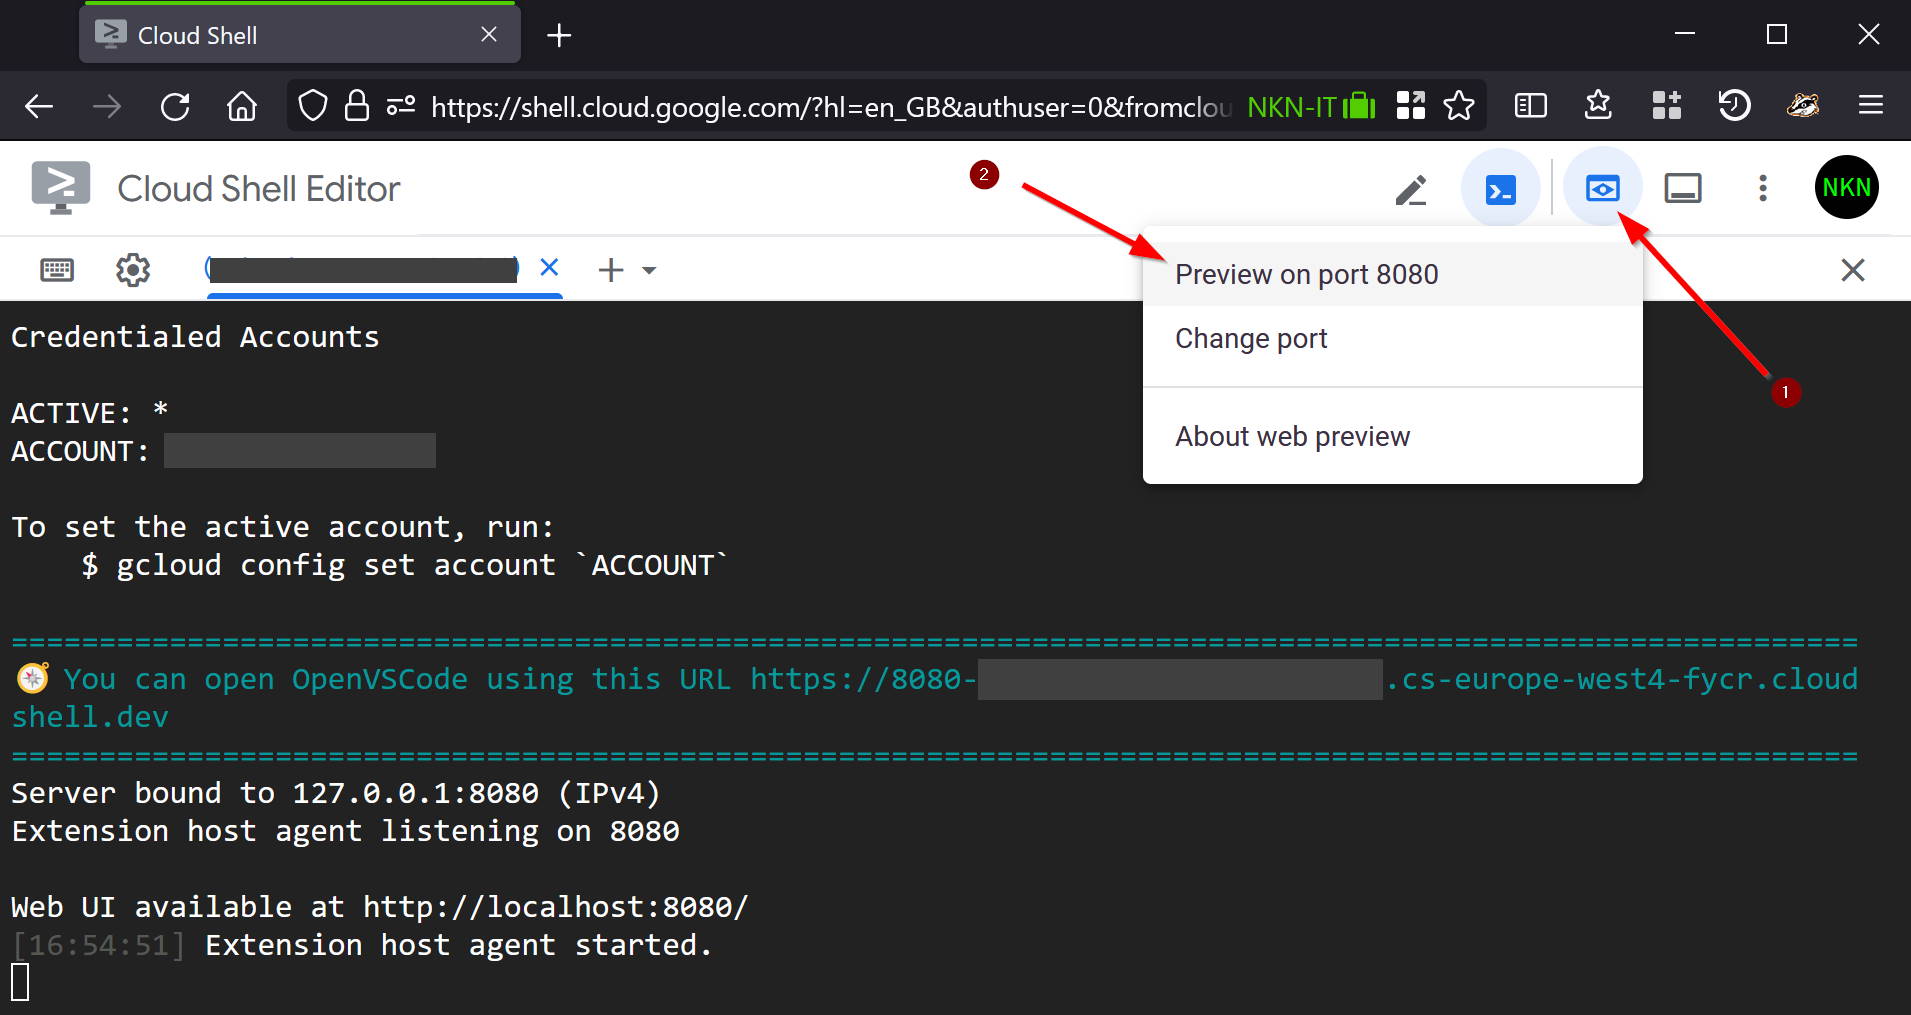 Cloud Shell
https://shell.cloud.google.com/?hl=en_GB&authuser=0&fromclou
NKN-IT
Cloud Shell Editor
2
NKN
Preview on port 8080
Change port
1
About web preview
Credentialed Accounts
ACTIVE: *
ACCOUNT:
To set the active account, run:
$ gcloud config set account `ACCOUNT`
=========================================================================================================
You can open OpenVSCode using this URL https://8080-
.cs-europe-west4-fycr.cloud
shell.dev
=========================================================================================================
Server bound to 127.0.0.1:8080 (IPv4)
Extension host agent listening on 8080
Web UI available at http://localhost:8080/
[16:54:51] Extension host agent started.